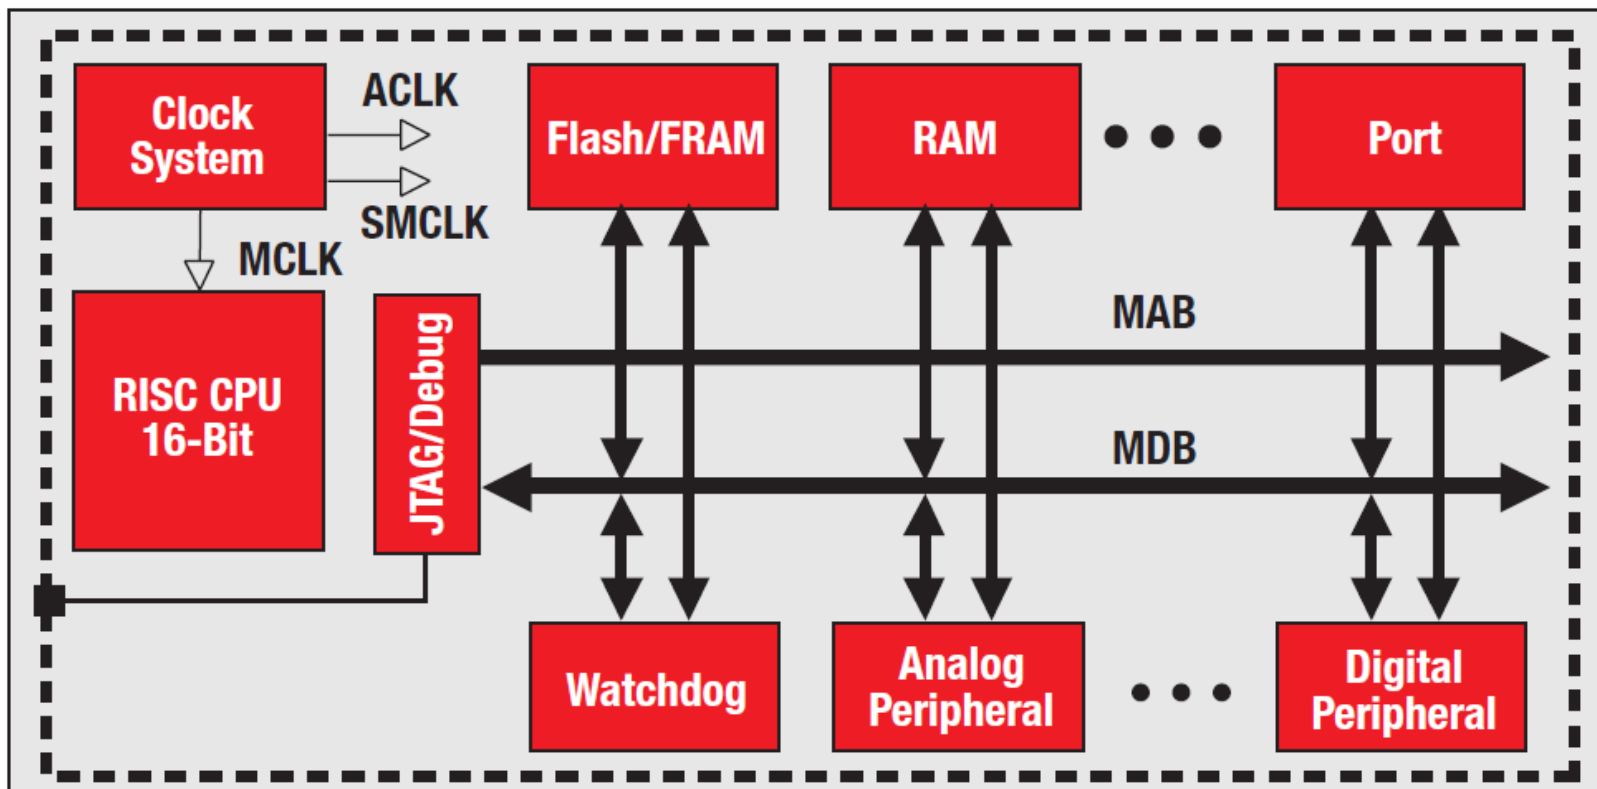 Clock
System
ACLK
SMCLK
MCLK
Flash/FRAM
RAM
Port
RISC CPU
16-Bit
JTAG/Debug
MAB
MDB
Watchdog
Analog
Peripheral
Digital
Peripheral